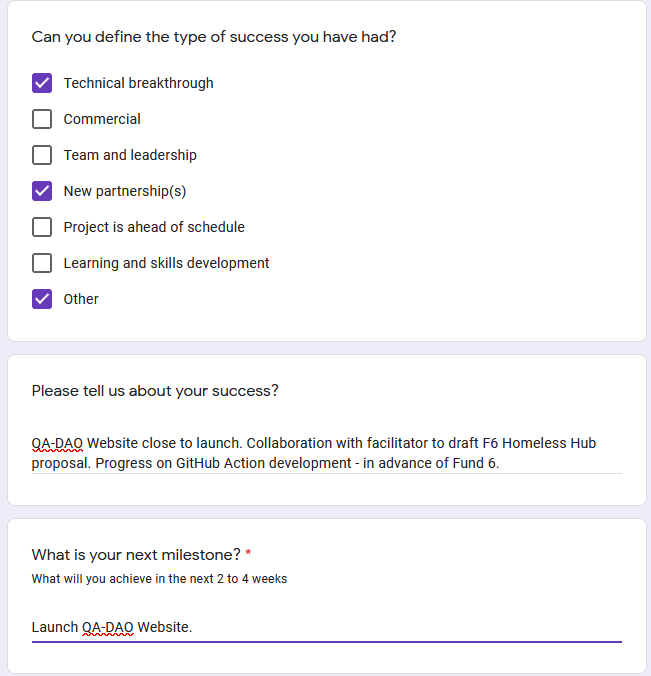 Can you define the type of success you have had?
Technical breakthrough
Commercial
Team and leadership
New partnership(s)
Project is ahead of schedule
Learning and skills development
Other
Please tell us about your success?
QA-DAO Website close to launch. Collaboration with facilitator to draft F6 Homeless Hub
proposal. Progress on GitHub Action development - in advance of Fund 6.
What is your next milestone? *
What will you achieve in the next 2 to 4 weeks
Launch QA-DAO Website.